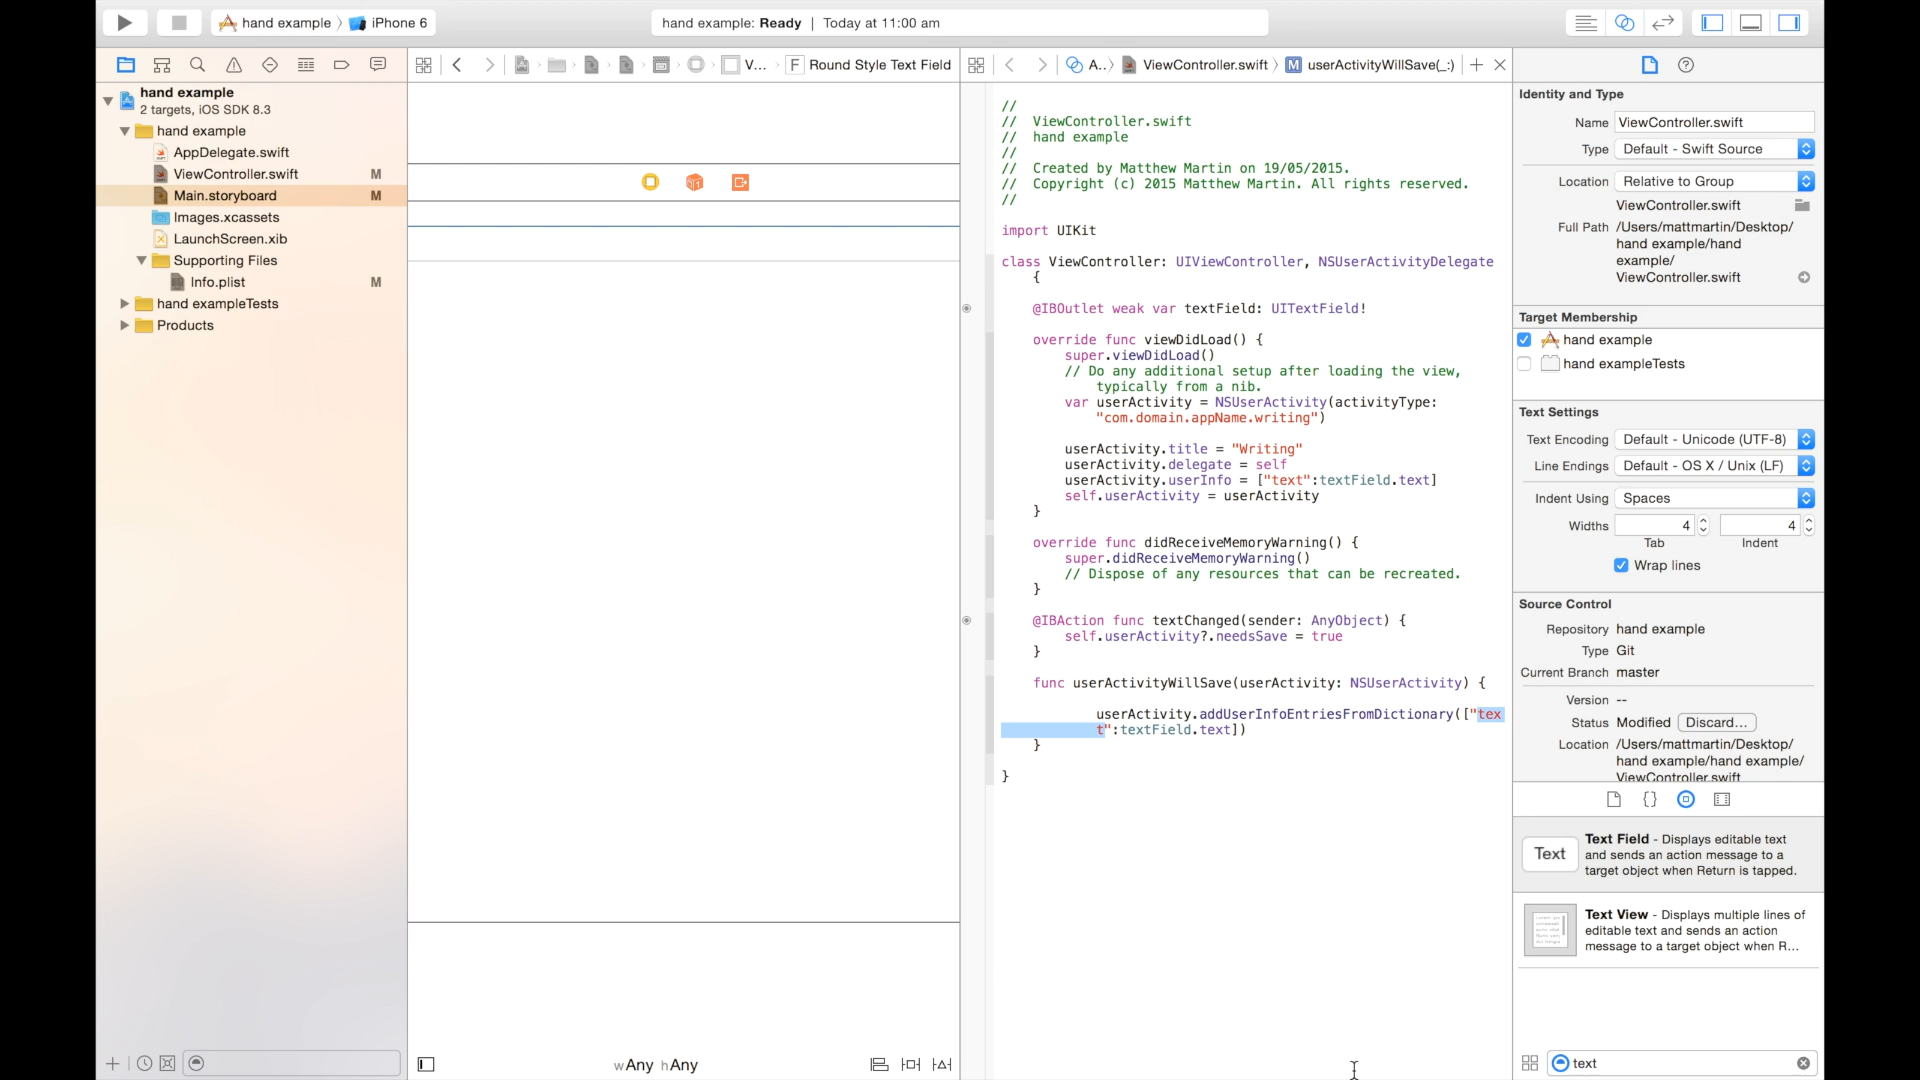 hand example 〉 iPhone 6
hand example: Ready | Today at 11:00 am
hand example
2 targets, iOS SDK 8.3
hand example
AppDelegate.swift
ViewController.swift M
Main.storyboard M
Images.xcassets
LaunchScreen.xib
Supporting Files
Info.plist M
hand exampleTests
Products
V... F Round Style Text Field
wAny hAny
A.. 〉 ViewController.swift 〉 M userActivityWillSave(_:)
//
// ViewController.swift
// hand example
//
// Created by Matthew Martin on 19/05/2015.
// Copyright (c) 2015 Matthew Martin. All rights reserved.
//
import UIKit
class ViewController: UIViewController, NSUserActivityDelegate
{
@IBOutlet weak var textField: UITextField!
override func viewDidLoad() {
super.viewDidLoad()
// Do any additional setup after loading the view,
typically from a nib.
var userActivity = NSUserActivity(activityType:
"com.domain.appName.writing")
userActivity.title = "Writing"
userActivity.delegate = self
userActivity.userInfo = ["text":textField.text]
self.userActivity = userActivity
}
override func didReceiveMemoryWarning() {
super.didReceiveMemoryWarning()
// Dispose of any resources that can be recreated.
}
@IBAction func textChanged(sender: AnyObject) {
self.userActivity?.needsSave = true
}
func userActivityWillSave(userActivity: NSUserActivity) {
userActivity.addUserInfoEntriesFromDictionary(["tex
t":textField.text])
}
}
Identity and Type
Name ViewController.swift
Type Default - Swift Source
Location Relative to Group
ViewController.swift
Full Path /Users/mattmartin/Desktop/
hand example/hand
example/
ViewController.swift
Target Membership
hand example
hand exampleTests
Text Settings
Text Encoding Default - Unicode (UTF-8)
Line Endings Default - OS X / Unix (LF)
Indent Using Spaces
Widths 4 4
Tab Indent
Wrap lines
Source Control
Repository hand example
Type Git
Current Branch master
Version --
Status Modified Discard...
Location /Users/mattmartin/Desktop/
hand example/hand example/
ViewController.swift
Text
Text Field - Displays editable text
and sends an action message to a
target object when Return is tapped.
Text View - Displays multiple lines of
editable text and sends an action
message to a target object when R...
text